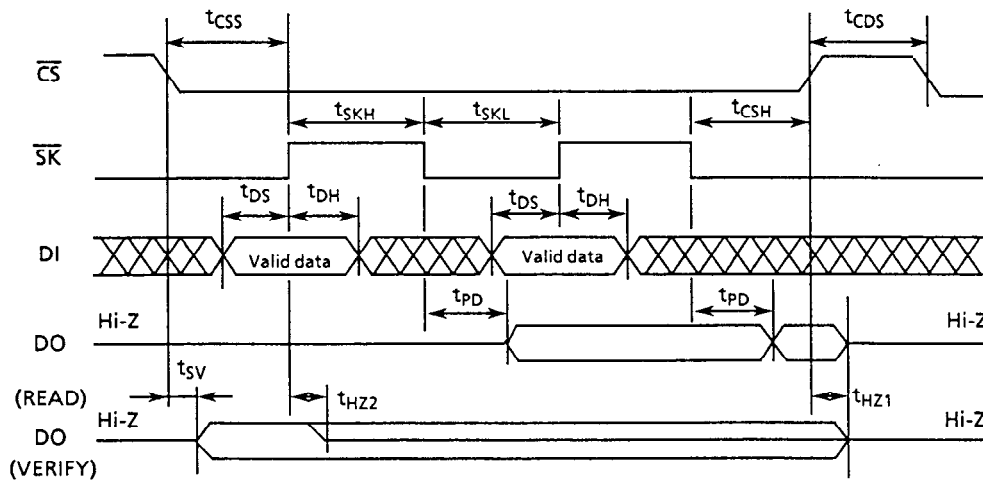 tCSS
tCDS
CS
tSKH
tSKL
tCSH
SK
tDS
tDH
tDS
tDH
DI
Valid data
Valid data
tPD
tPD
Hi-Z
Hi-Z
DO
tSV
(READ)
tHZ2
tHZ1
Hi-Z
Hi-Z
DO
(VERIFY)